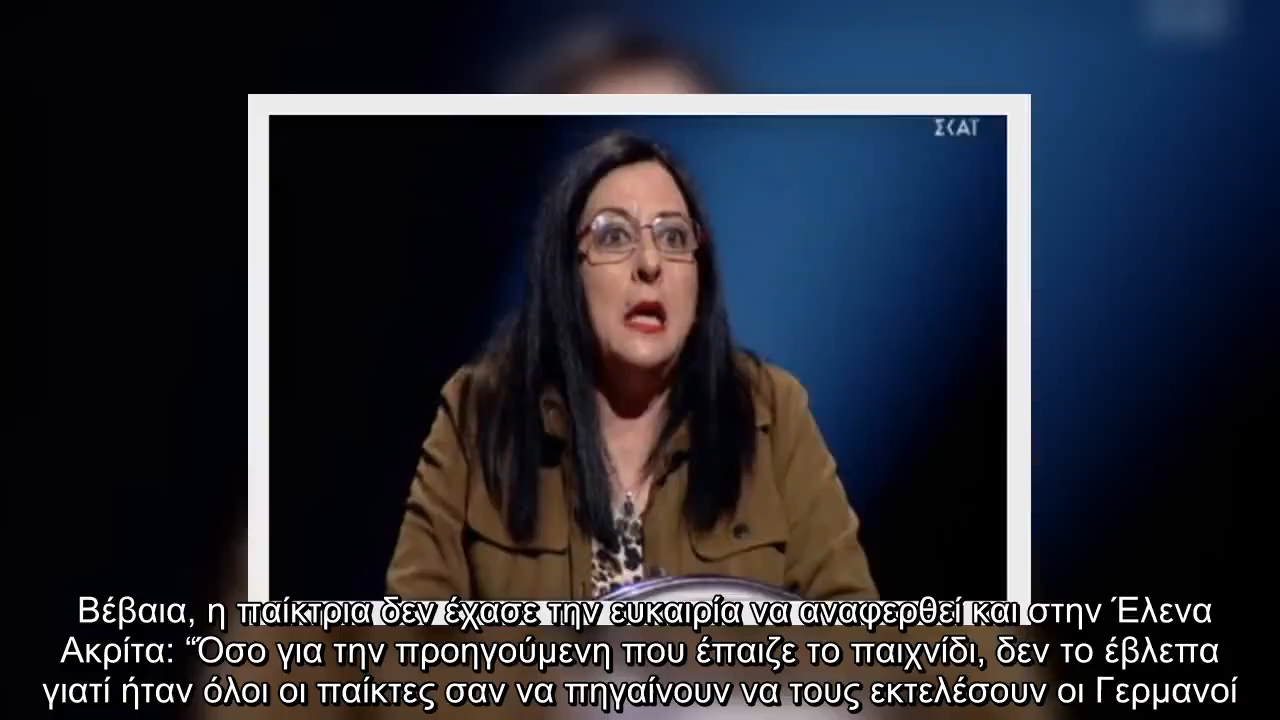 ΣΚΑΪ
Βέβαια, η παίκτρια δεν έχασε την ευκαιρία να αναφερθεί και στην Έλενα
Ακρίτα: “Όσο για την προηγούμενη που έπαιζε το παιχνίδι, δεν το έβλεπα
γιατί ήταν όλοι οι παίκτες σαν να πηγαίνουν να τους εκτελέσουν οι Γερμανοί